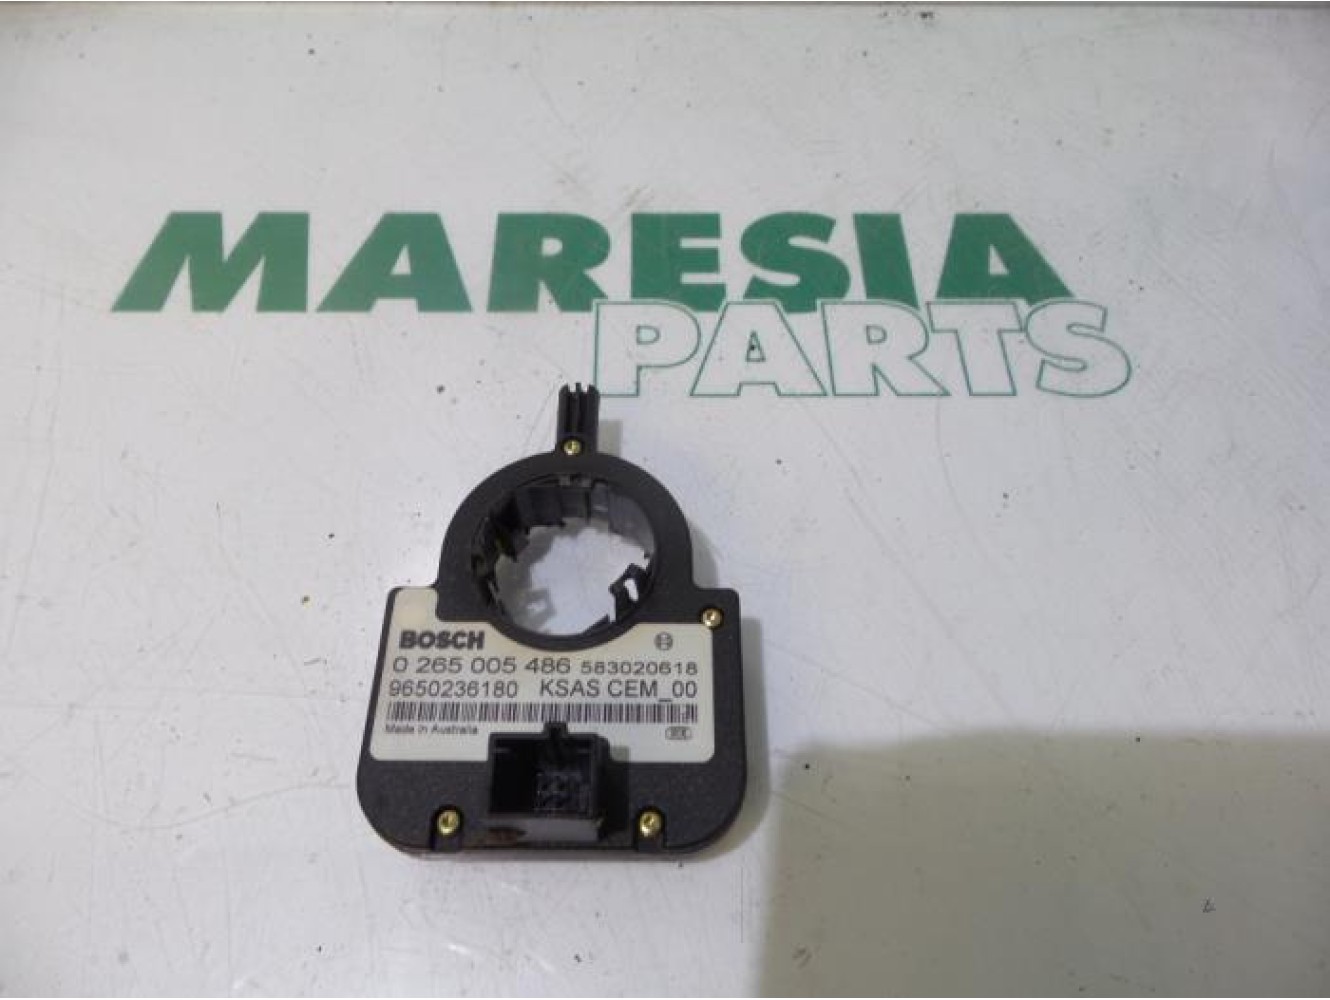 MARESIA
PARTS
BOSCH
0 265 005 486 583020618
9650236180 KSAS CEM_00
Made in Australia